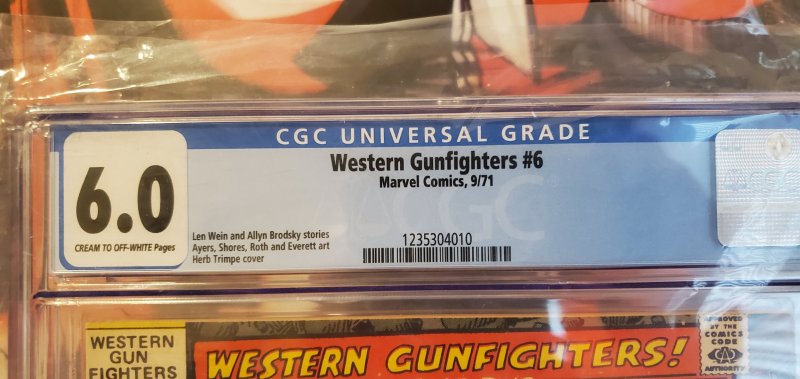 CGC UNIVERSAL GRADE
6.0
CREAM TO OFF-WHITE Pages
Western Gunfighters #6
Marvel Comics, 9/71
Len Wein and Allyn Brodsky stories
Ayers, Shores, Roth and Everett art
Herb Trimpe cover
1235304010
CGC
WESTERN
GUN
FIGHTERS
WESTERN GUNFIGHTERS!
APPROVED
BY THE
COMICS
CODE
AUTHORITY